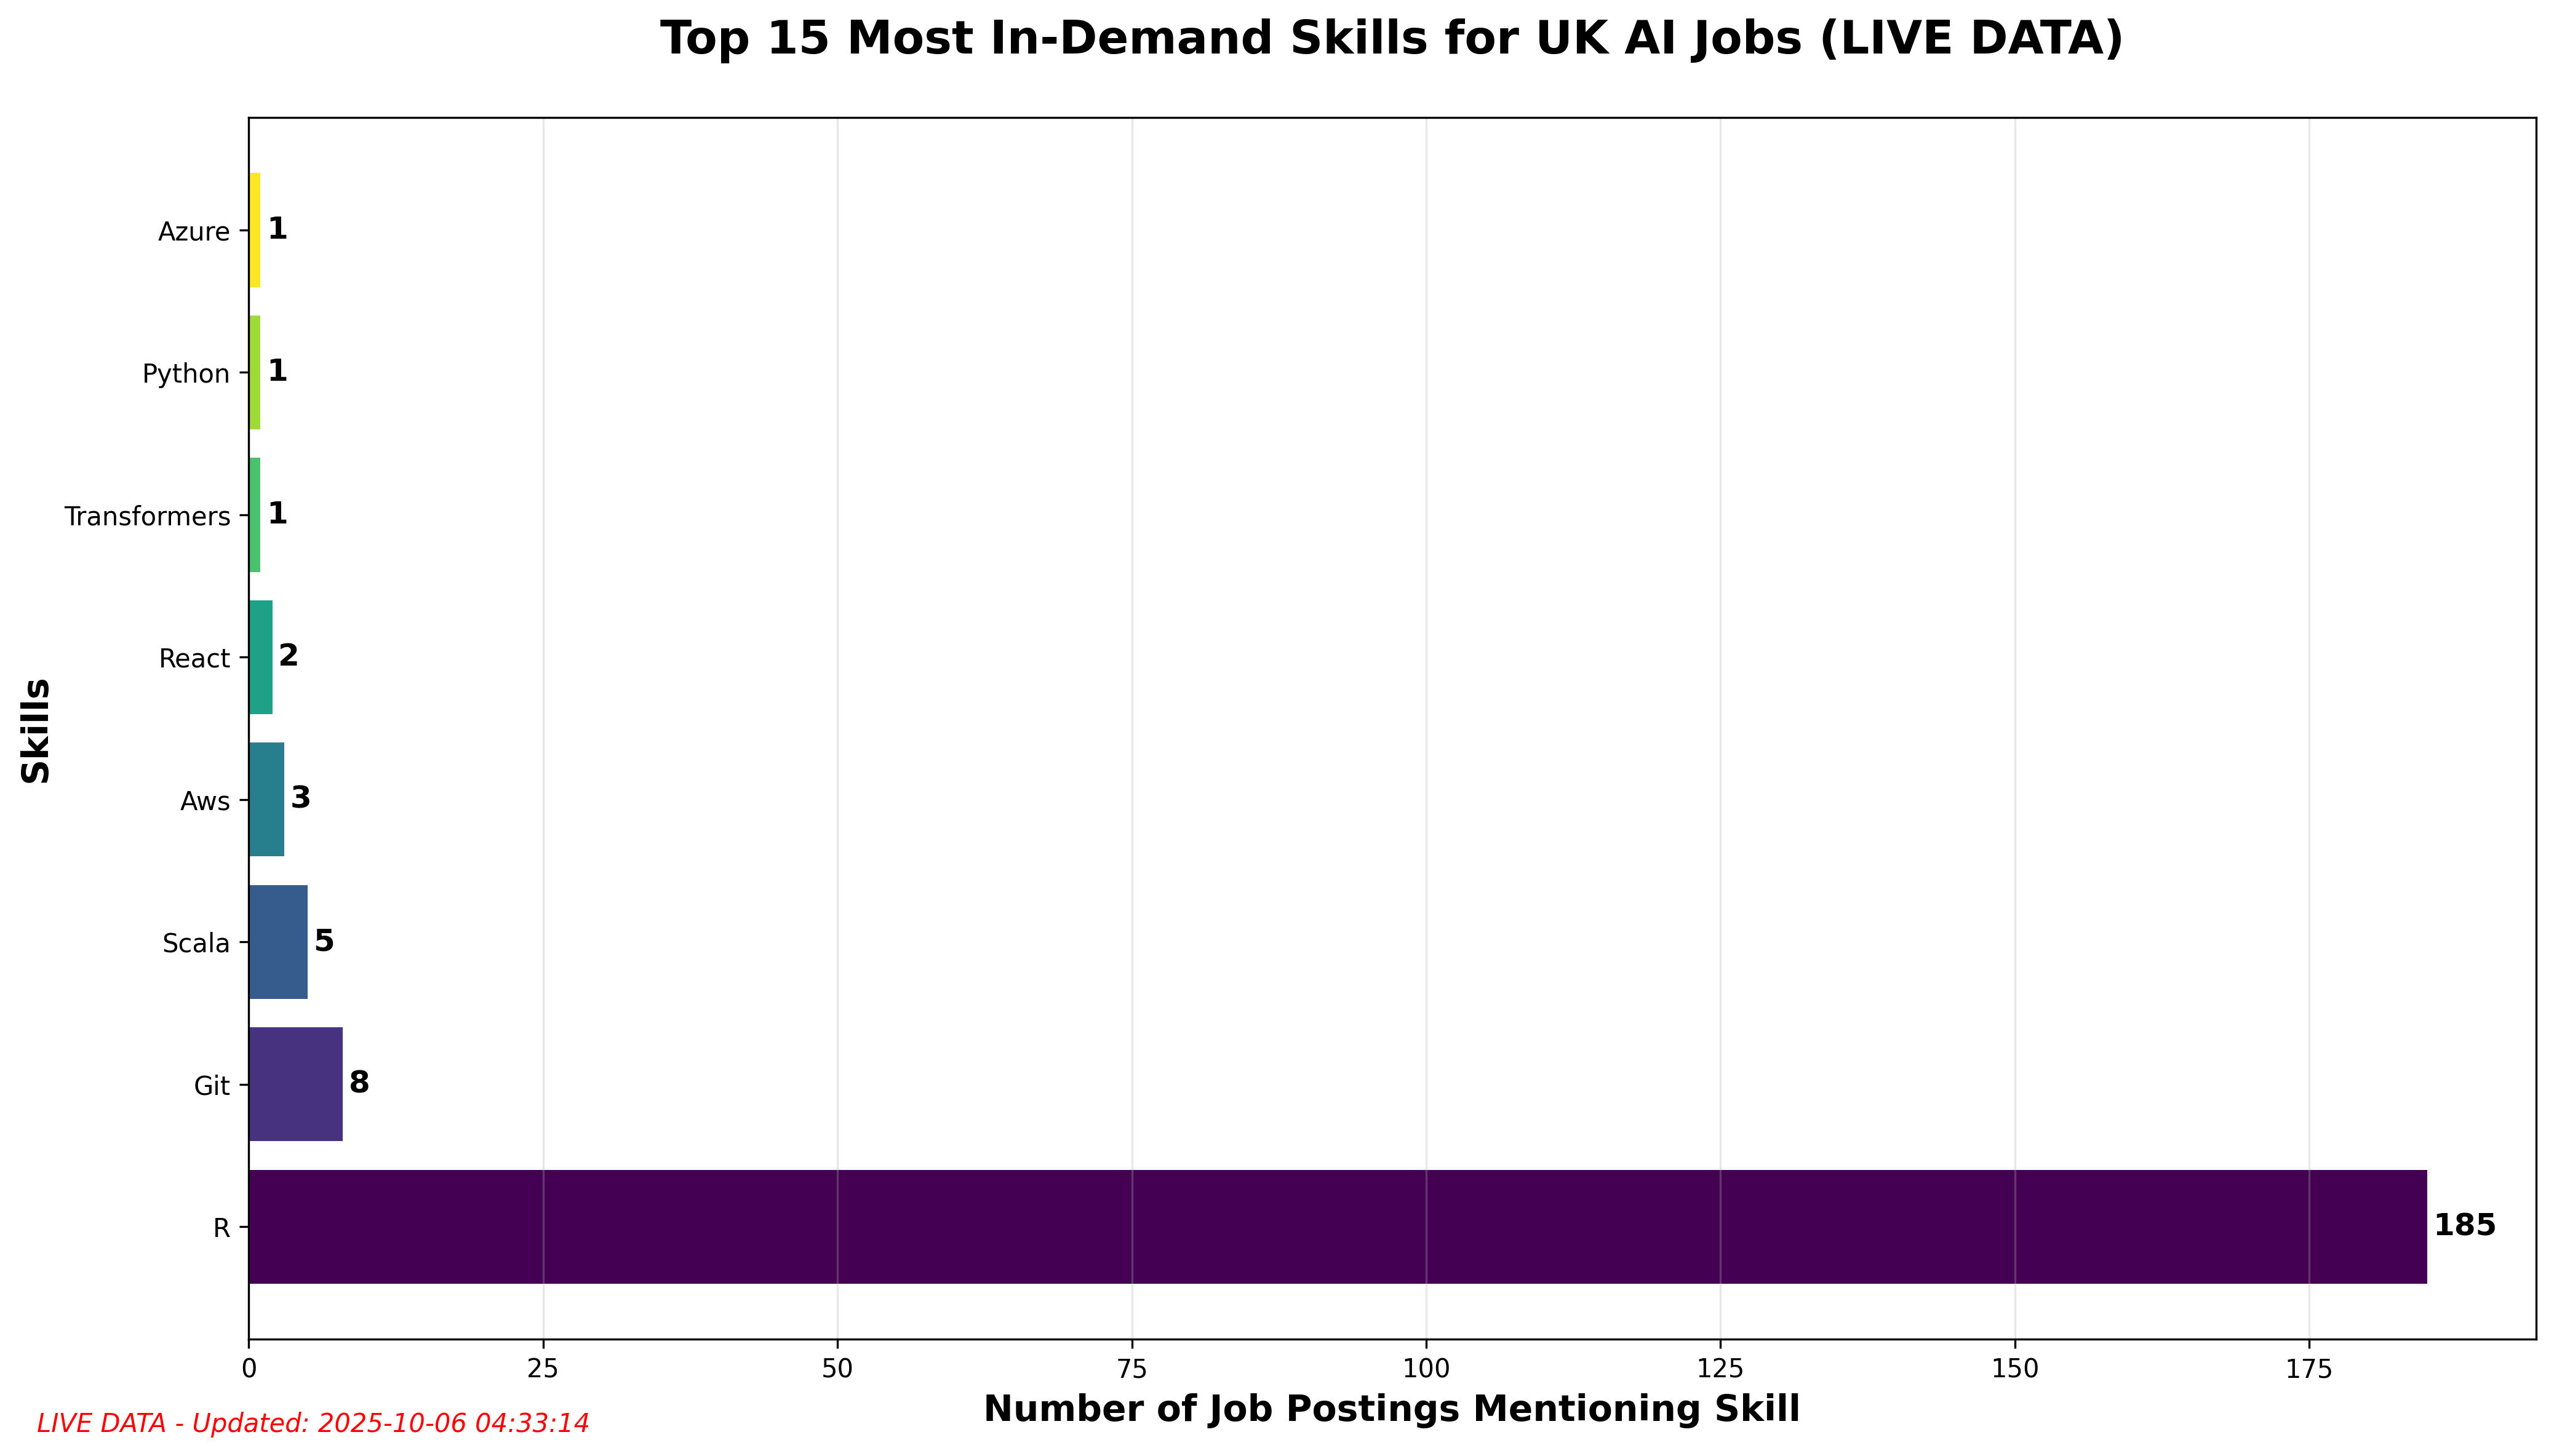 Top 15 Most In-Demand Skills for UK AI Jobs (LIVE DATA)
Skills
Azure 1
Python 1
Transformers 1
React 2
Aws 3
Scala 5
Git 8
R 185
0 25 50 75 100 125 150 175
Number of Job Postings Mentioning Skill
LIVE DATA - Updated: 2025-10-06 04:33:14